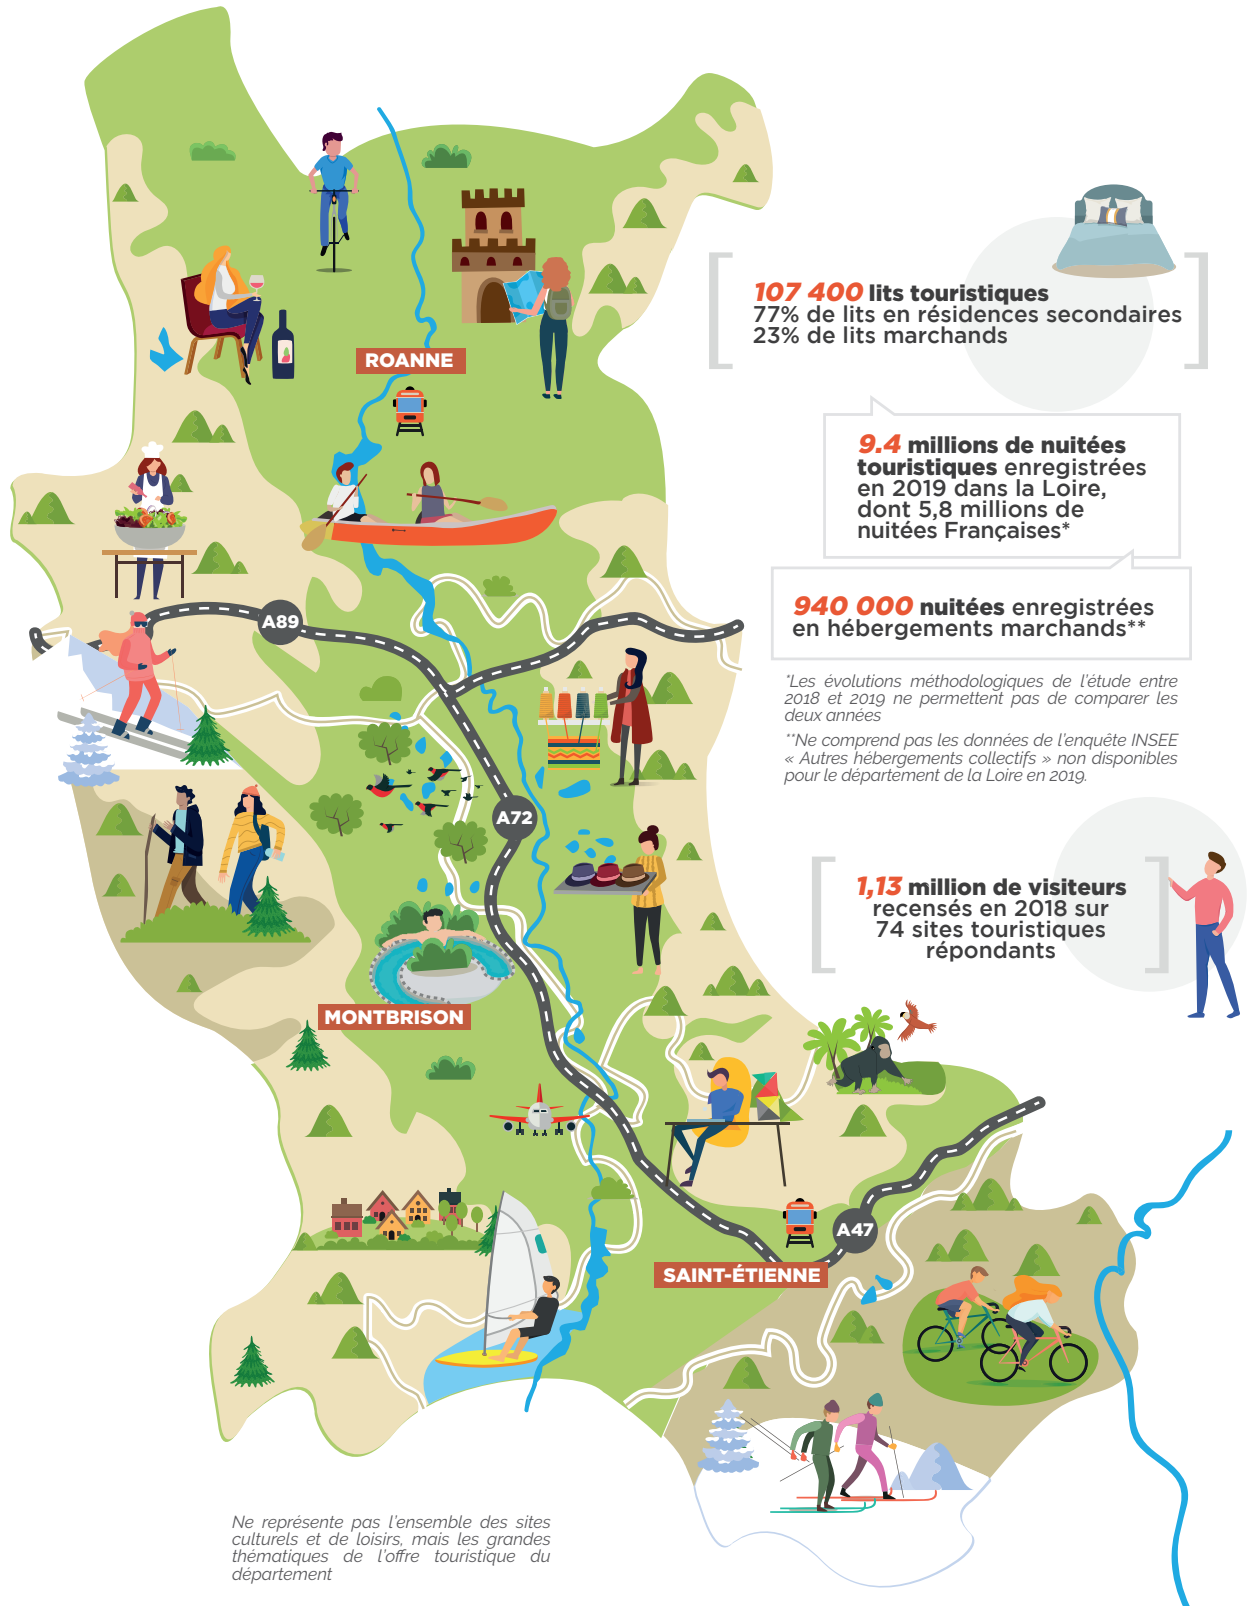 107 400 lits touristiques
77% de lits en résidences secondaires
23% de lits marchands
ROANNE
9.4 millions de nuitées
touristiques enregistrées
en 2019 dans la Loire,
dont 5,8 millions de
nuitées Françaises*
940 000 nuitées enregistrées
en hébergements marchands**
A89
*Les évolutions méthodologiques de l'étude entre
2018 et 2019 ne permettent pas de comparer les
deux années
**Ne comprend pas les données de l'enquête INSEE
« Autres hébergements collectifs » non disponibles
pour le département de la Loire en 2019.
A72
1,13 million de visiteurs
recensés en 2018 sur
74 sites touristiques
répondants
MONTBRISON
A47
SAINT-ÉTIENNE
Ne représente pas l'ensemble des sites
culturels et de loisirs, mais les grandes
thématiques de l'offre touristique du
département